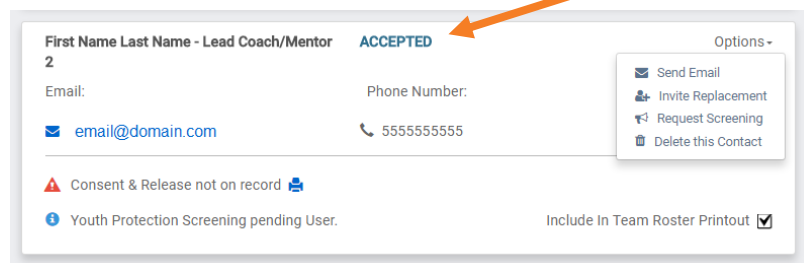 First Name Last Name - Lead Coach/Mentor 2
ACCEPTED
Options
Send Email
Invite Replacement
Request Screening
Delete this Contact
Email:
Phone Number:
email@domain.com
5555555555
Consent & Release not on record
Youth Protection Screening pending User.
Include In Team Roster Printout